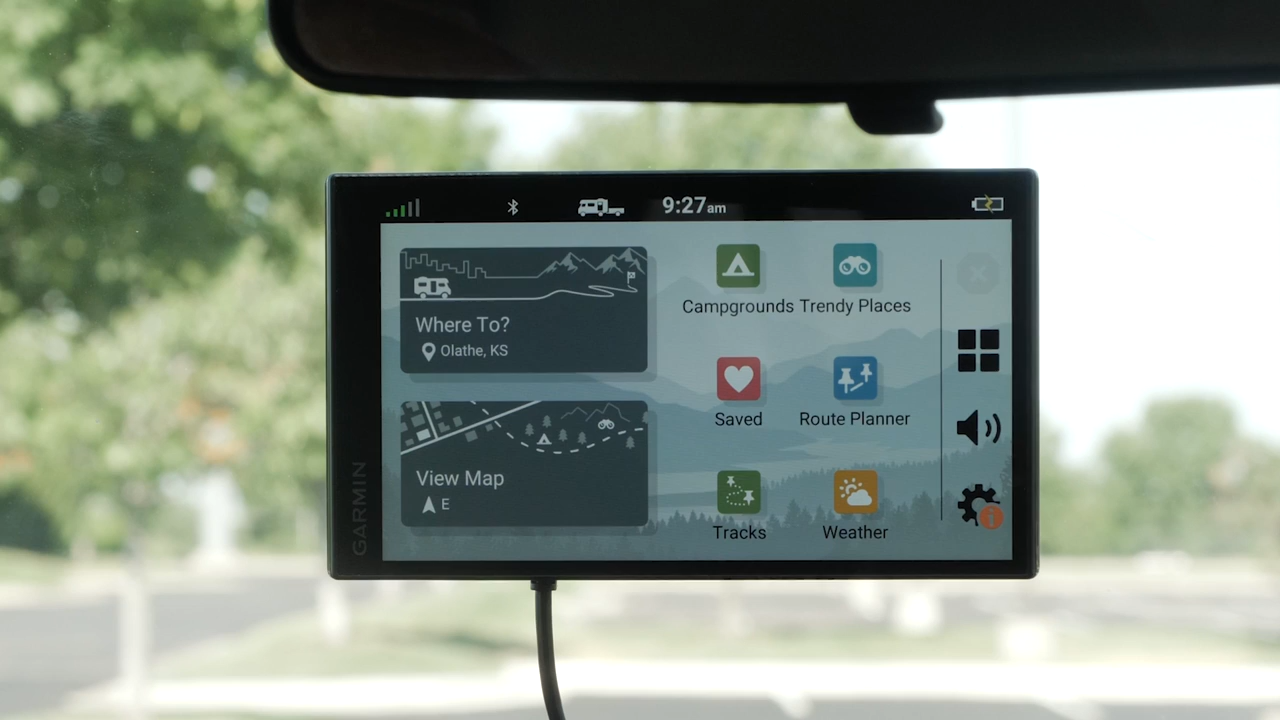 9:27am
Where To?
Olathe, KS
View Map
E
Campgrounds Trendy Places
Saved Route Planner
Tracks Weather
GARMIN